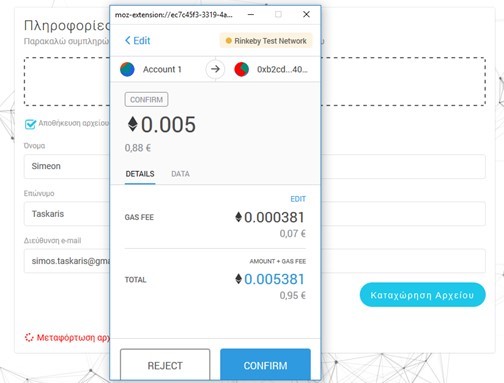 moz-extension://ec7c45f3-3319-4a...
Πληροφορίες
Edit
Rinkeby Test Network
Παρακαλώ
Account 1
0xb2cd...40...
CONFIRM
0.005
0,88 €
Αποθήκευση αρχείου
Όνομα
Simeon
DETAILS DATA
EDIT
Επώνυμο
GAS FEE
0.000381
Taskaris
0,07 €
Διεύθυνση e-mail
AMOUNT + GAS FEE
simos.taskaris@gma
TOTAL
0.005381
0,95 €
Καταχώρηση Αρχείου
Μεταφόρτωση
REJECT
CONFIRM